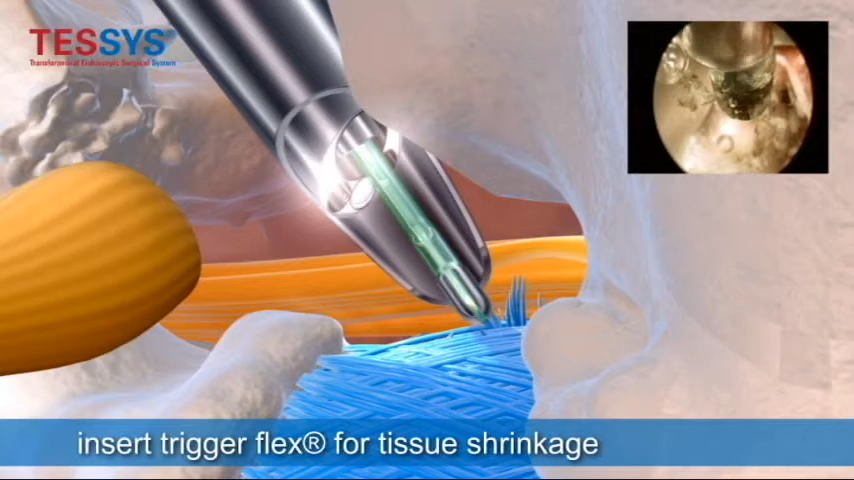 TESSYS®
Transforaminal Endoscopic Surgical System
insert trigger flex® for tissue shrinkage